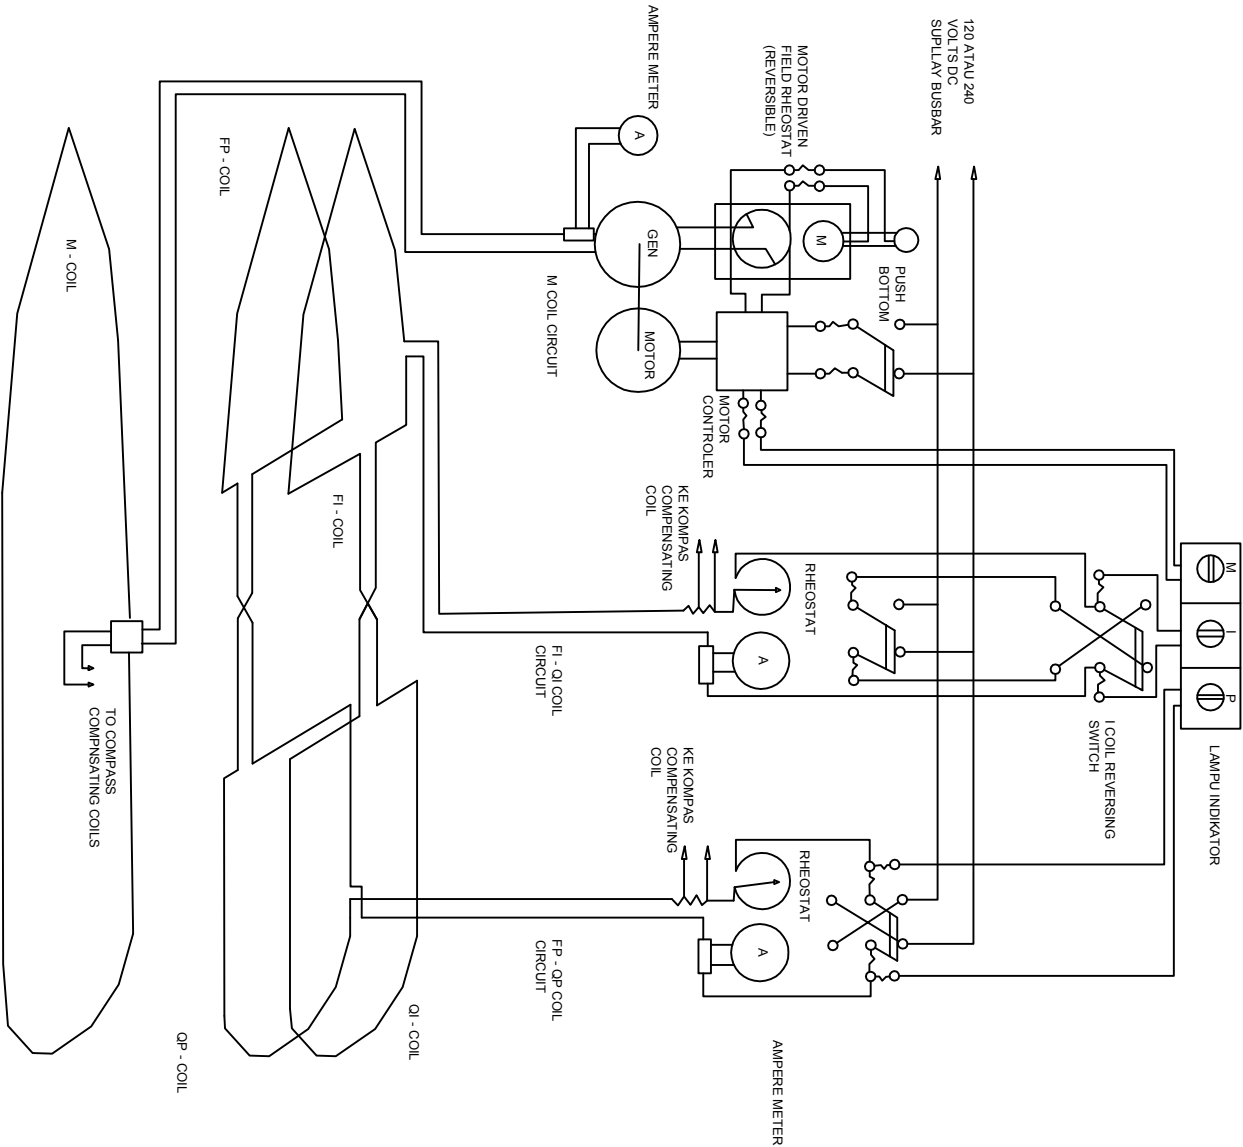 AMPERE METER
A
MOTOR DRIVEN
FIELD RHEOSTAT
(REVERSIBLE)
120 ATAU 240
VOLTS DC
SUPLLAY BUSBAR
M
GEN
PUSH
BOTTOM
MOTOR
M COIL CIRCUIT
MOTOR
CONTROLER
FP - COIL
M - COIL
FI - COIL
KE KOMPAS
COMPENSATING
COIL
RHEOSTAT
A
FI - QI COIL
CIRCUIT
M
I
P
LAMPU INDIKATOR
I COIL REVERSING
SWITCH
TO COMPASS
COMPNSATING COILS
KE KOMPAS
COMPENSATING
COIL
RHEOSTAT
A
FP - QP COIL
CIRCUIT
QI - COIL
QP - COIL
AMPERE METER